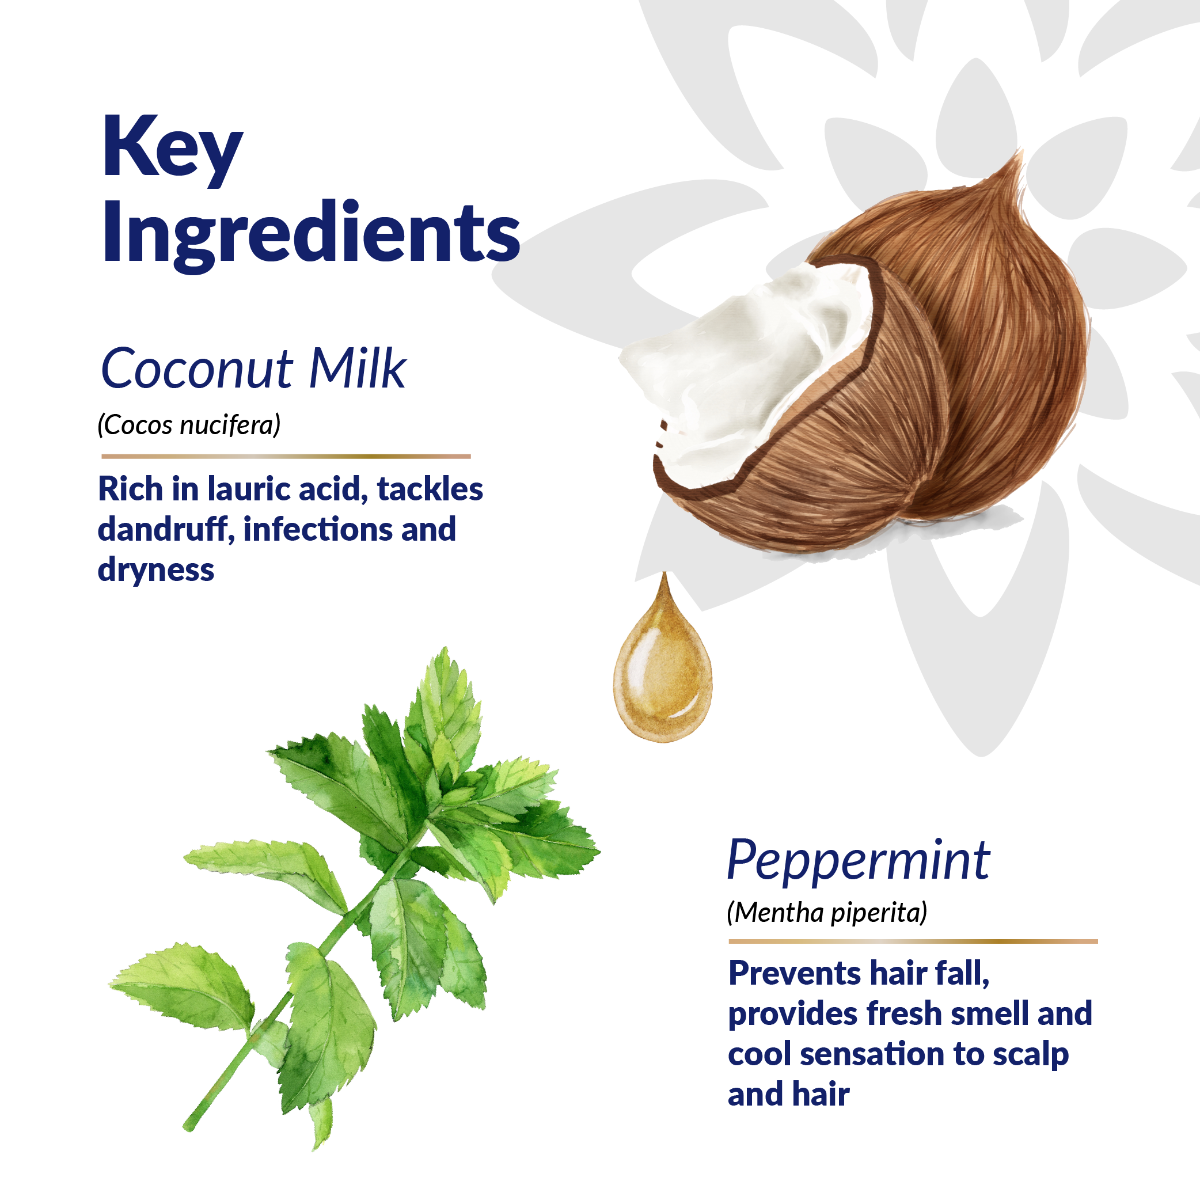 Key
Ingredients
Coconut Milk
(Cocos nucifera)
Rich in lauric acid, tackles
dandruff, infections and
dryness
Peppermint
(Mentha piperita)
Prevents hair fall,
provides fresh smell and
cool sensation to scalp
and hair